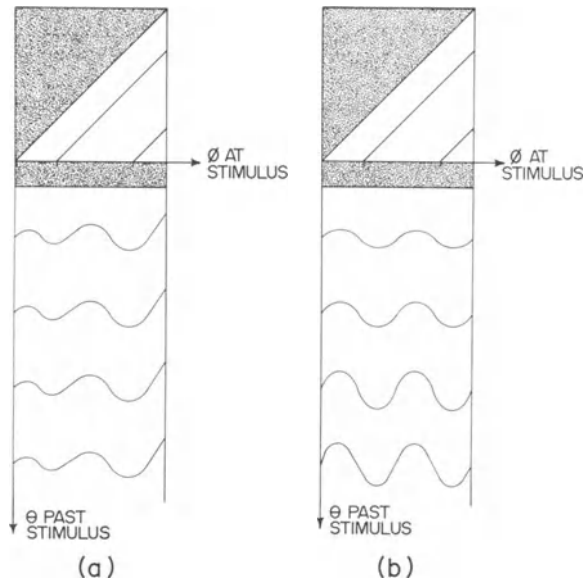 Ø AT
STIMULUS
Ø AT
STIMULUS
Θ PAST
STIMULUS
Θ PAST
STIMULUS
(a)
(b)